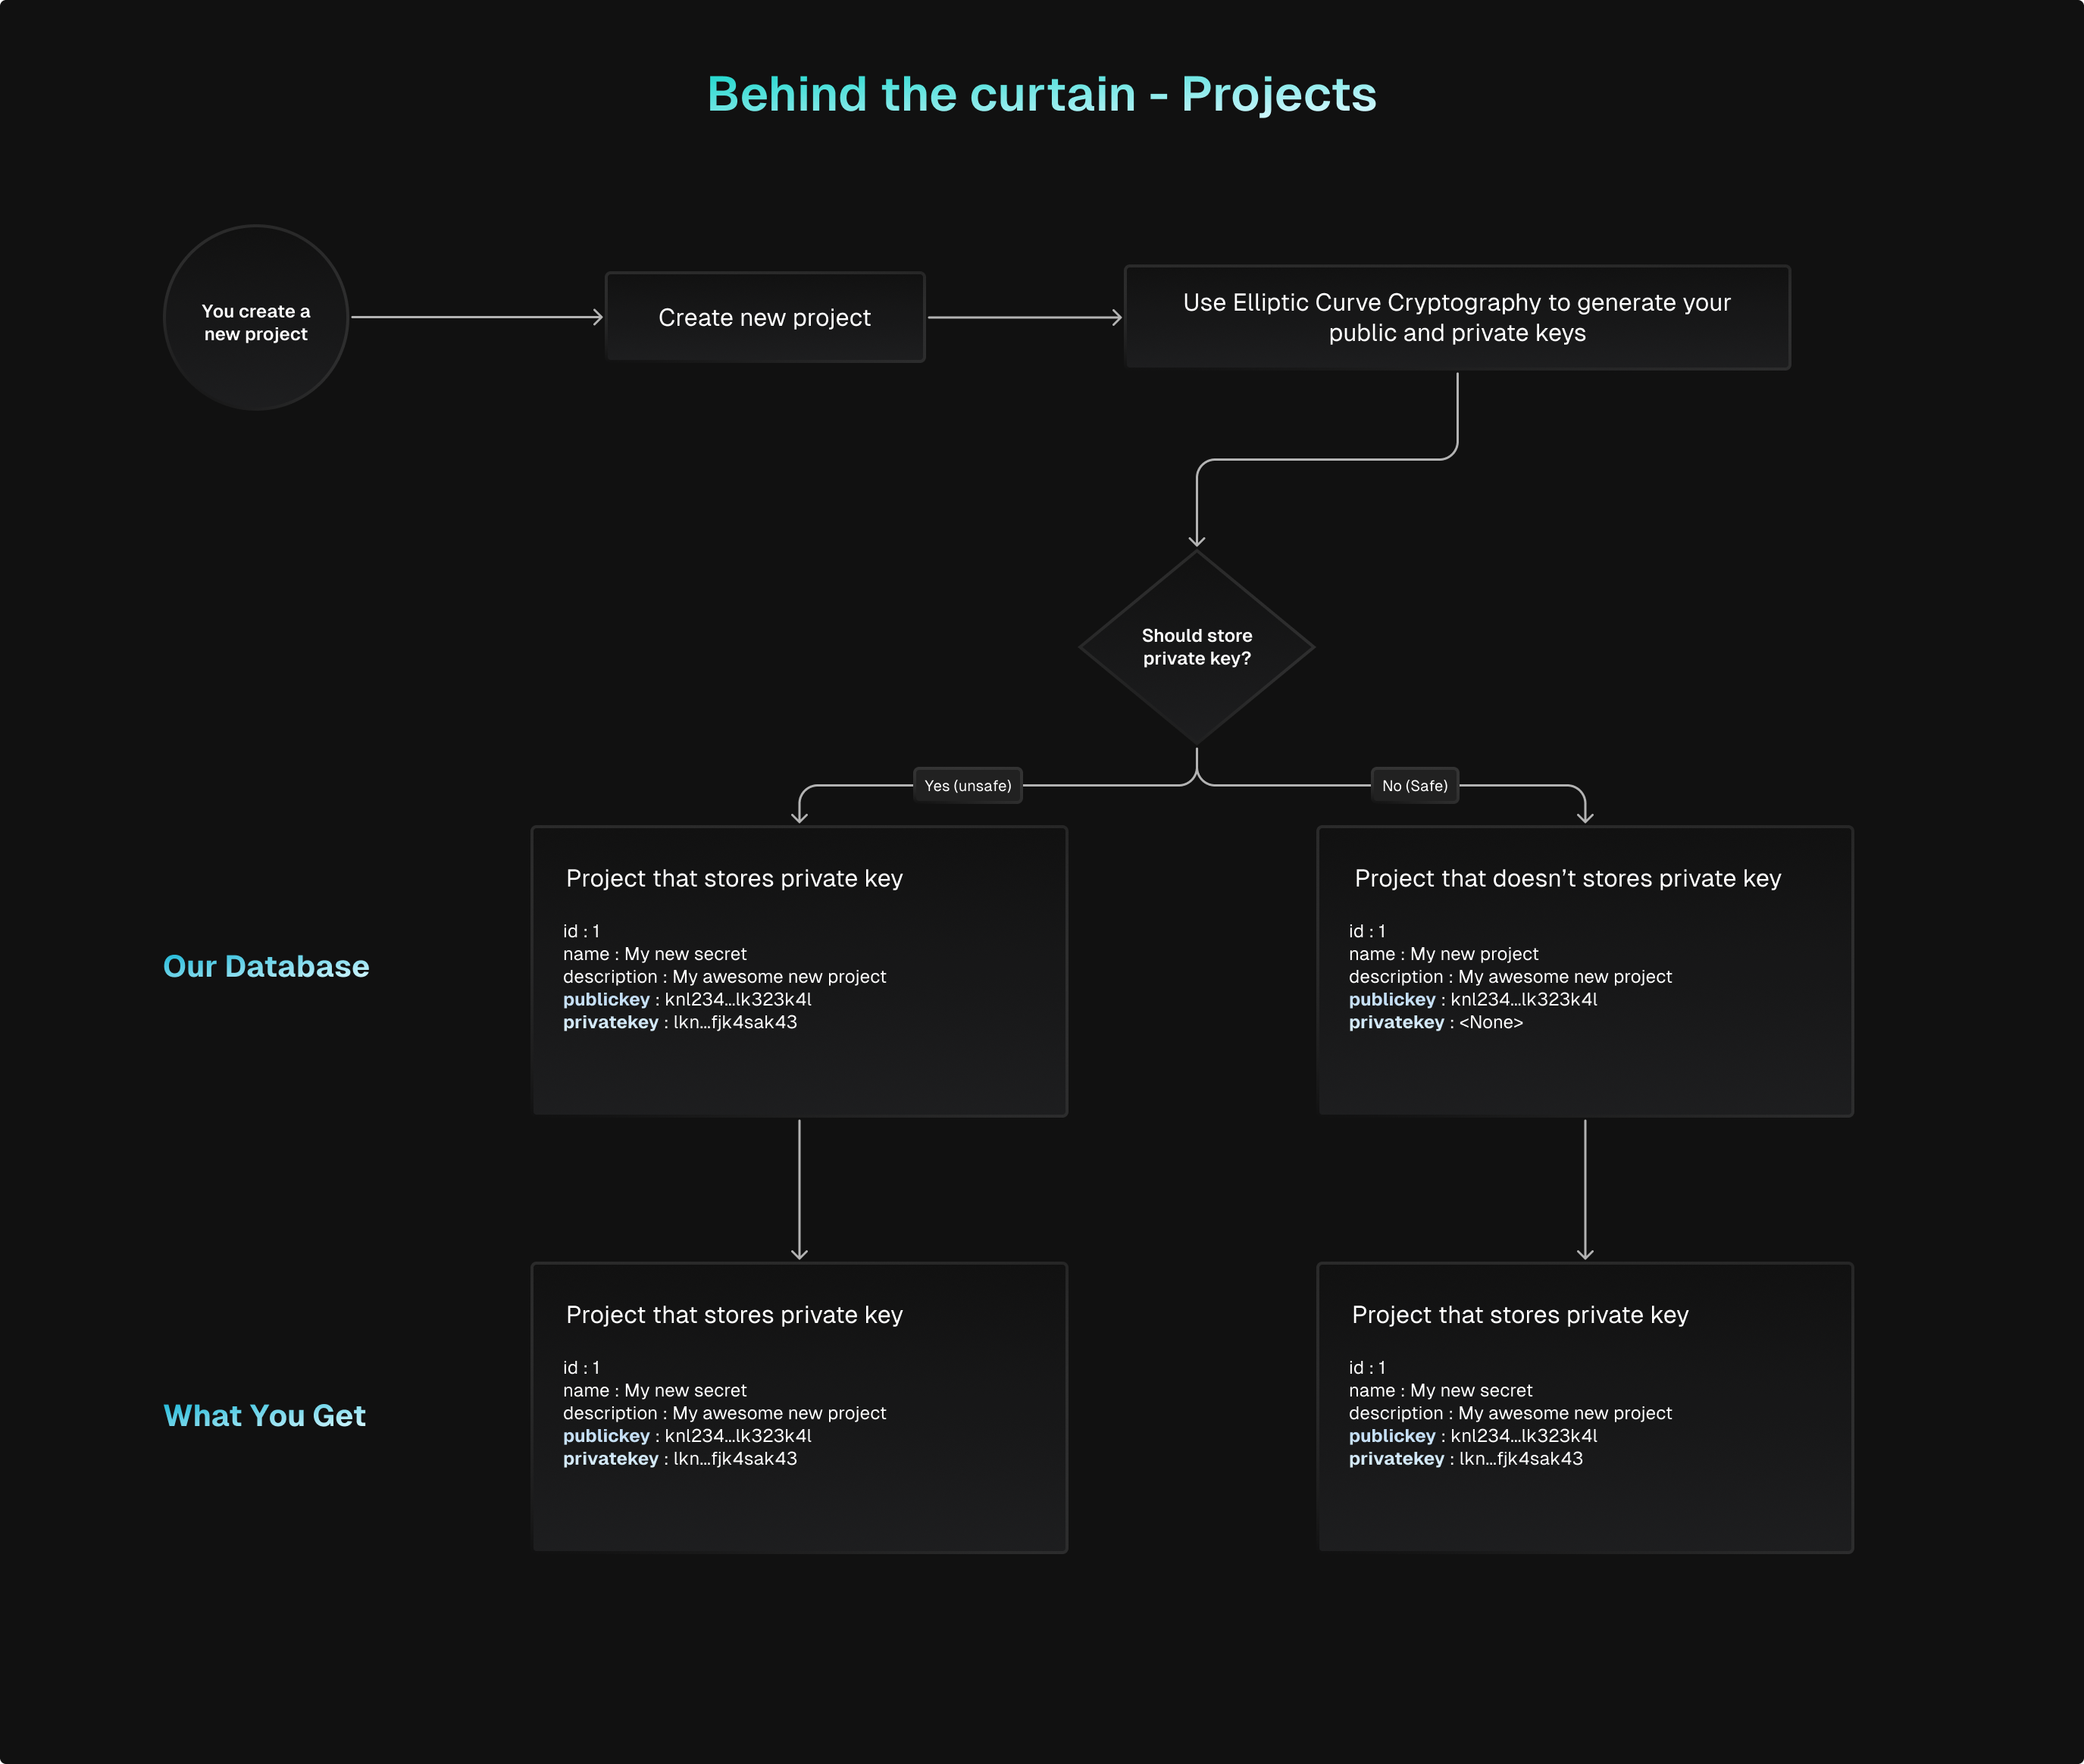 Behind the curtain - Projects
You create a
new project
Create new project
Use Elliptic Curve Cryptography to generate your
public and private keys
Should store
private key?
Yes (unsafe)
No (Safe)
Our Database
Project that stores private key
id : 1
name : My new secret
description : My awesome new project
publickey : knl234...lk323k4l
privatekey : lkn...fjk4sak43
Project that doesn’t stores private key
id : 1
name : My new project
description : My awesome new project
publickey : knl234...lk323k4l
privatekey : <None>
What You Get
Project that stores private key
id : 1
name : My new secret
description : My awesome new project
publickey : knl234...lk323k4l
privatekey : lkn...fjk4sak43
Project that stores private key
id : 1
name : My new secret
description : My awesome new project
publickey : knl234...lk323k4l
privatekey : lkn...fjk4sak43